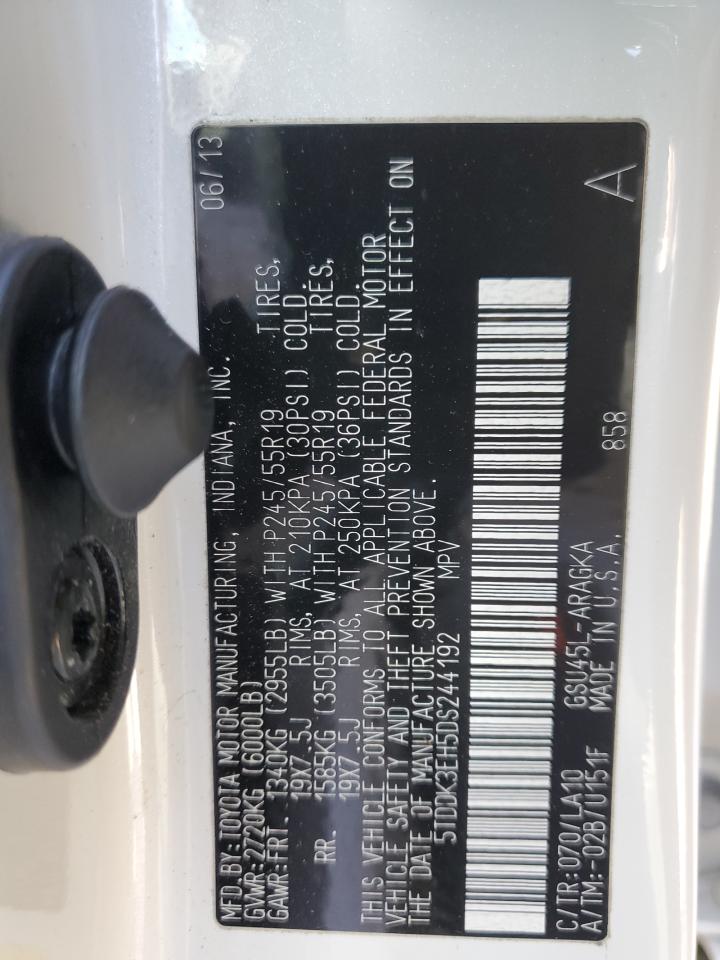 MFD. BY: TOYOTA MOTOR MANUFACTURING, INDIANA, INC. 06/13
GVWR: 2720KG (6000LB)
GAWR: FRT. 1340KG (2955LB) WITH P245/55R19 TIRES,
19X7.5J RIMS, AT 210KPA (30PSI) COLD.
RR. 1585KG (3505LB) WITH P245/55R19 TIRES,
19X7.5J RIMS, AT 250KPA (36PSI) COLD.
THIS VEHICLE CONFORMS TO ALL APPLICABLE FEDERAL MOTOR
VEHICLE SAFETY AND THEFT PREVENTION STANDARDS IN EFFECT ON
THE DATE OF MANUFACTURE SHOWN ABOVE.
5TDDK3EH5DS244192 MPV
C/TR: 070/LA10 GSU45L-ARAGKA
A/TM: -02B/U151F MADE IN U.S.A. 858 A